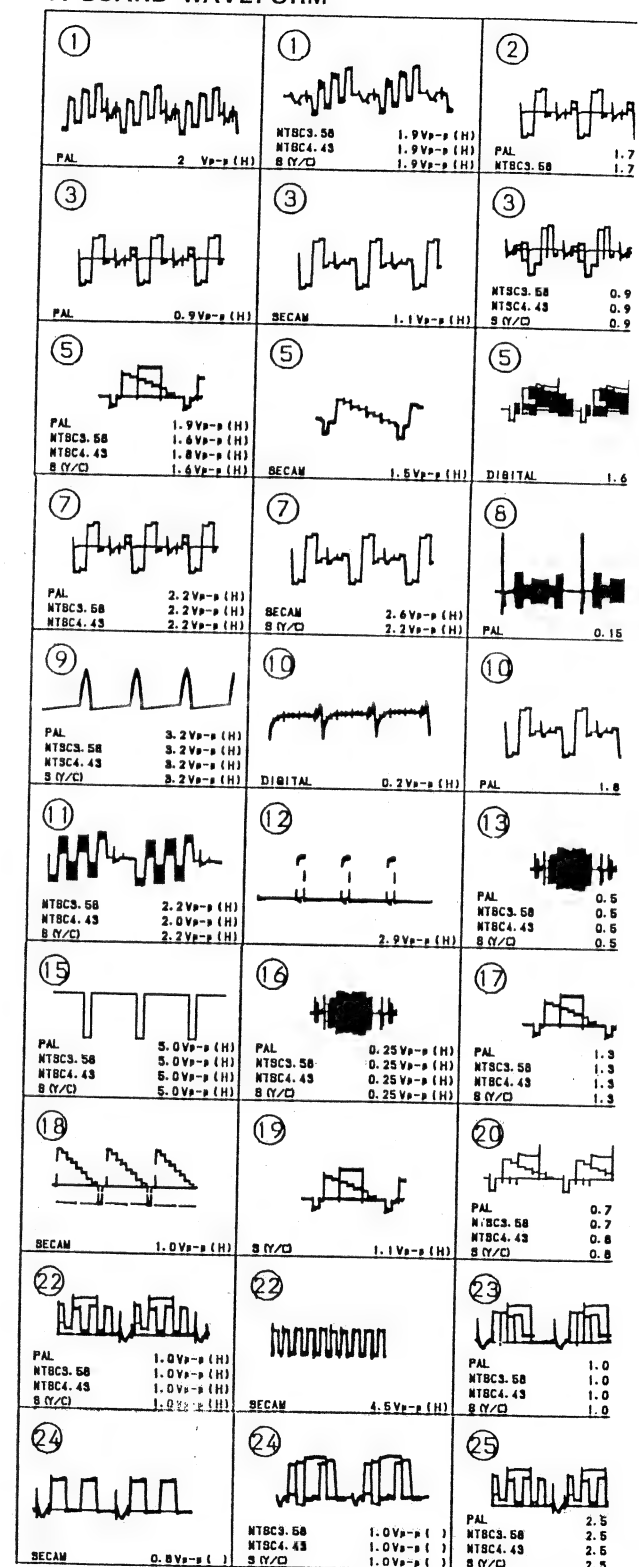 BOARD WAVEFORM
①
PAL 2 Vp-p (H)
①
NTSC3.58 1.9Vp-p (H)
NTSC4.43 1.9Vp-p (H)
S (Y/C) 1.9Vp-p (H)
②
PAL 1.7
NTSC3.58 1.7
③
PAL 0.9Vp-p (H)
③
SECAM 1.1Vp-p (H)
③
NTSC3.58 0.9
NTSC4.43 0.9
S (Y/C) 0.9
⑤
PAL 1.9Vp-p (H)
NTSC3.58 1.6Vp-p (H)
NTSC4.43 1.8Vp-p (H)
S (Y/C) 1.6Vp-p (H)
⑤
SECAM 1.5Vp-p (H)
⑤
DIGITAL 1.6
⑦
PAL 2.2Vp-p (H)
NTSC3.58 2.2Vp-p (H)
NTSC4.43 2.2Vp-p (H)
⑦
SECAM 2.6Vp-p (H)
S (Y/C) 2.2Vp-p (H)
⑧
PAL 0.15
⑨
PAL 3.2Vp-p (H)
NTSC3.58 3.2Vp-p (H)
NTSC4.43 3.2Vp-p (H)
S (Y/C) 3.2Vp-p (H)
⑩
DIGITAL 0.2Vp-p (H)
⑩
PAL 1.8
⑪
NTSC3.58 2.2Vp-p (H)
NTSC4.43 2.0Vp-p (H)
S (Y/C) 2.2Vp-p (H)
⑫
2.9Vp-p (H)
⑬
PAL 0.5
NTSC3.58 0.5
NTSC4.43 0.5
S (Y/C) 0.5
⑮
PAL 5.0Vp-p (H)
NTSC3.58 5.0Vp-p (H)
NTSC4.43 5.0Vp-p (H)
S (Y/C) 5.0Vp-p (H)
⑯
PAL 0.25Vp-p (H)
NTSC3.58 0.25Vp-p (H)
NTSC4.43 0.25Vp-p (H)
S (Y/C) 0.25Vp-p (H)
⑰
PAL 1.3
NTSC3.58 1.3
NTSC4.43 1.3
S (Y/C) 1.3
⑱
SECAM 1.0Vp-p (H)
⑲
S (Y/C) 1.1Vp-p (H)
⑳
PAL 0.7
NTSC3.58 0.7
NTSC4.43 0.8
S (Y/C) 0.8
㉒
PAL 1.0Vp-p (H)
NTSC3.58 1.0Vp-p (H)
NTSC4.43 1.0Vp-p (H)
S (Y/C) 1.0Vp-p (H)
㉒
SECAM 4.5Vp-p (H)
㉓
PAL 1.0
NTSC3.58 1.0
NTSC4.43 1.0
S (Y/C) 1.0
㉔
SECAM 0.8Vp-p ( )
㉔
NTSC3.58 1.0Vp-p ( )
NTSC4.43 1.0Vp-p ( )
S (Y/C) 1.0Vp-p ( )
㉕
PAL 2.5
NTSC3.58 2.5
NTSC4.43 2.5
S (Y/C) 2.5